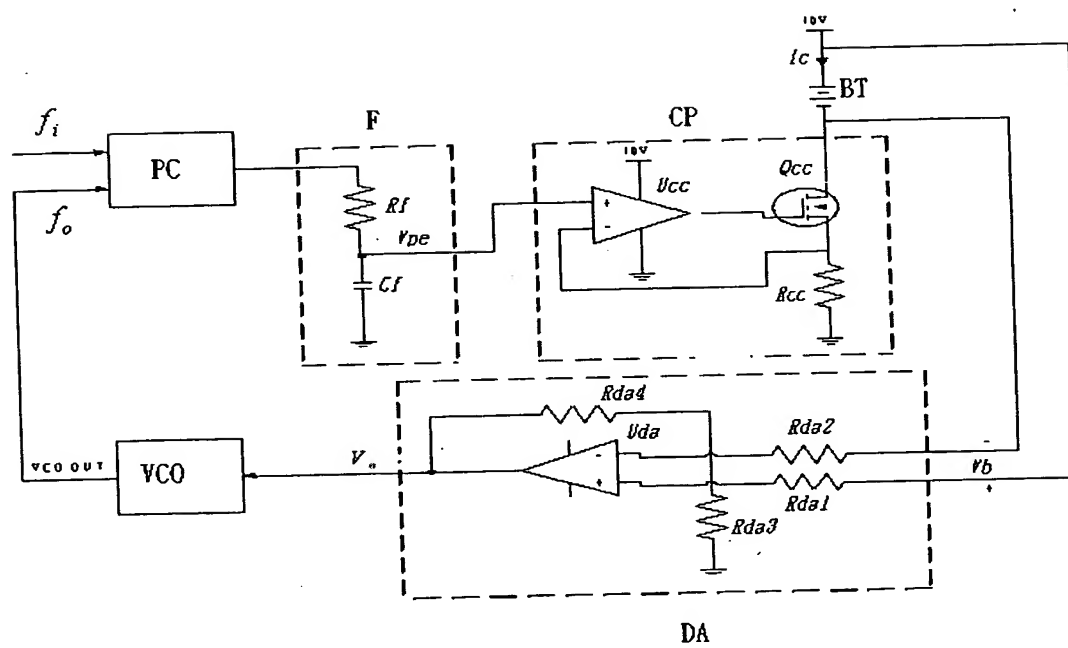 10V
Ic
BT
fi
PC
fo
F
Rf
Vpe
Cf
CP
10V
Ucc
+
-
Qcc
Rcc
Rda4
Uda
-
+
Rda2
Rda1
Rda3
-
Vb
+
VCO OUT
VCO
Vo
DA